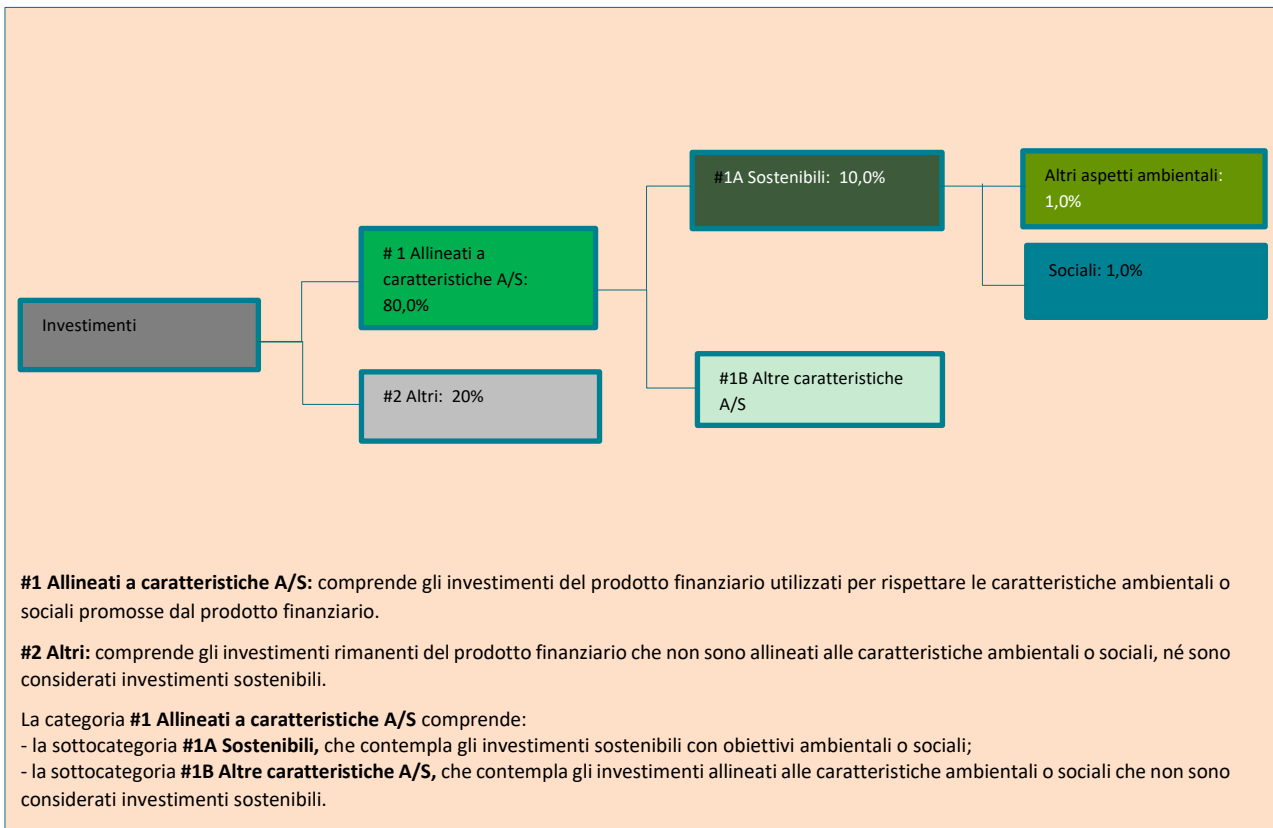 #1A Sostenibili: 10,0%
Altri aspetti ambientali:
1,0%
# 1 Allineati a
caratteristiche A/S:
80,0%
Sociali: 1,0%
Investimenti
#2 Altri: 20%
#1B Altre caratteristiche
A/S
#1 Allineati a caratteristiche A/S: comprende gli investimenti del prodotto finanziario utilizzati per rispettare le caratteristiche ambientali o
sociali promosse dal prodotto finanziario.
#2 Altri: comprende gli investimenti rimanenti del prodotto finanziario che non sono allineati alle caratteristiche ambientali o sociali, né sono
considerati investimenti sostenibili.
La categoria #1 Allineati a caratteristiche A/S comprende:
- la sottocategoria #1A Sostenibili, che contempla gli investimenti sostenibili con obiettivi ambientali o sociali;
- la sottocategoria #1B Altre caratteristiche A/S, che contempla gli investimenti allineati alle caratteristiche ambientali o sociali che non sono
considerati investimenti sostenibili.